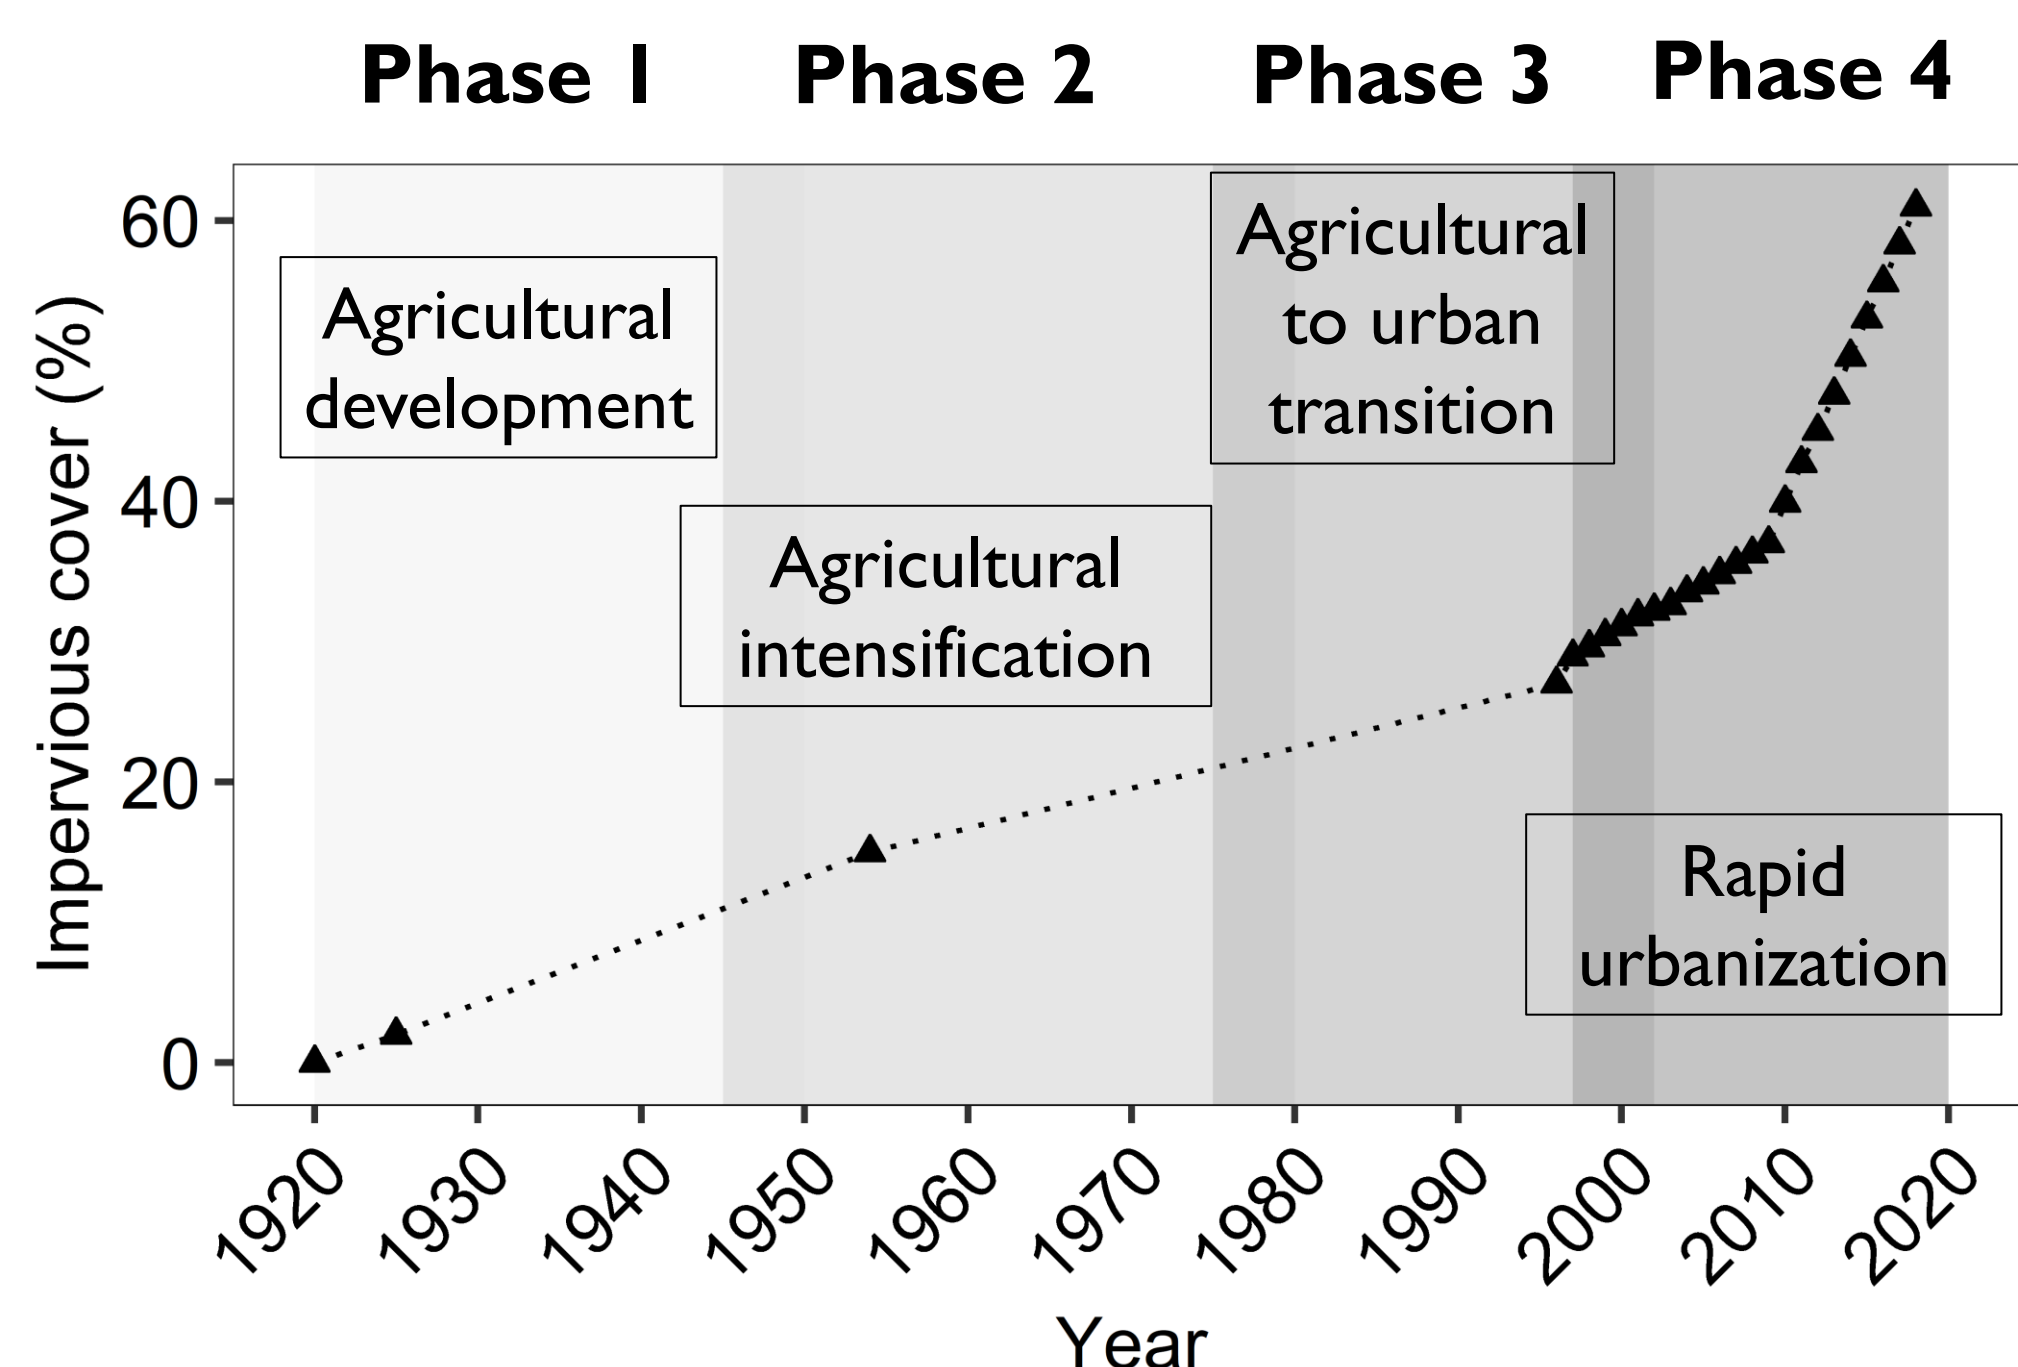 Phase 1
Phase 2
Phase 3
Phase 4
Agricultural
development
Agricultural
intensification
Agricultural
to urban
transition
Rapid
urbanization
Impervious cover (%)
60
40
20
0
1920
1930
1940
1950
1960
1970
1980
1990
2000
2010
2020
Year